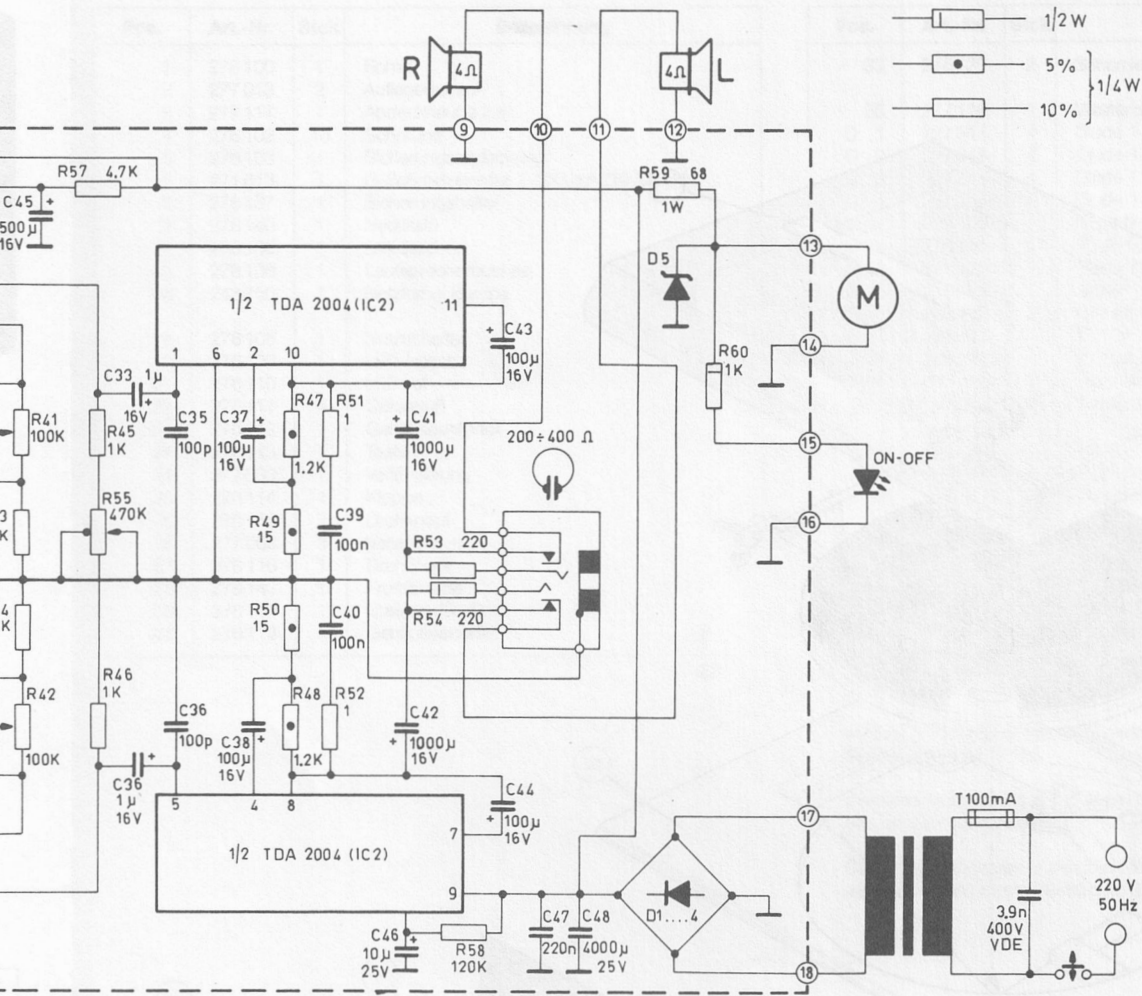 1/2 W
5%
10%
1/4 W
R
4Ω
4Ω
L
9
10
11
12
R57 4,7K
C45
+
500µ
16V
R59 68
1W
13
D5
M
14
1/2 TDA 2004 (IC2)
11
1 6 2 10
+
C43
100µ
16V
R60
1K
C33 1µ
+
16V
R41
100K
R45
1K
C35
100p
C37
+
100µ
16V
R47
1,2K
R51
1
C41
1000µ
16V
200÷400 Ω
15
ON-OFF
16
R55
470K
3
K
R49
15
C39
100n
R53 220
4
K
R50
15
C40
100n
R54 220
R46
1K
R42
100K
C36
100p
C38
+
100µ
16V
R48
1,2K
R52
1
C42
+
1000µ
16V
+
C36
1µ
16V
5 4 8
C44
+
100µ
16V
7
1/2 TDA 2004 (IC2)
9
17
T100mA
D1....4
C46
+
10µ
25V
R58
120K
C47
220n
C48
4000µ
25V
3,9n
400V
VDE
220 V
50Hz
18